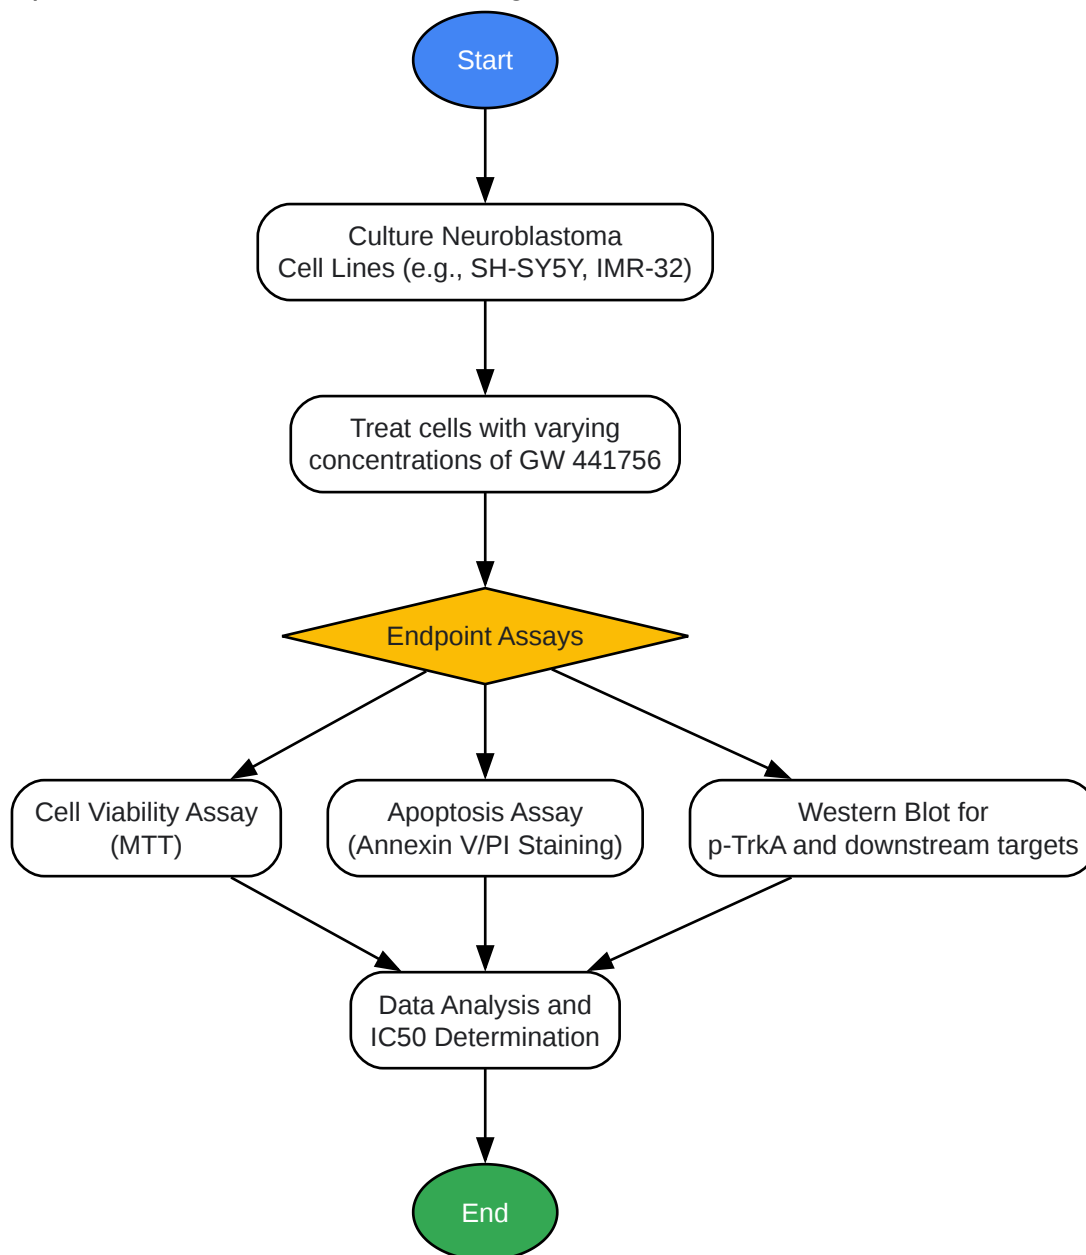 Start
Culture Neuroblastoma
Cell Lines (e.g., SH-SY5Y, IMR-32)
Treat cells with varying
concentrations of GW 441756
Endpoint Assays
Cell Viability Assay
(MTT)
Apoptosis Assay
(Annexin V/PI Staining)
Western Blot for
p-TrkA and downstream targets
Data Analysis and
IC50 Determination
End